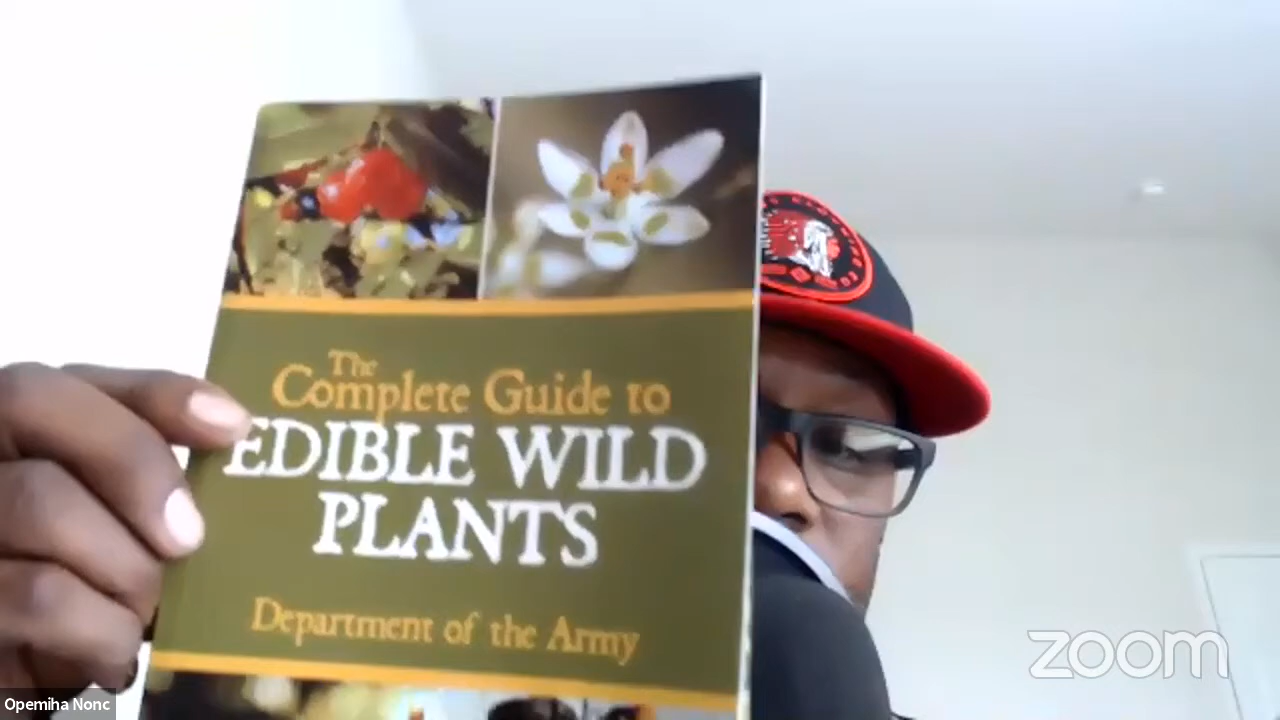 The
Complete Guide to
EDIBLE WILD
PLANTS
Department of the Army
zoom
Opemiha Nonc